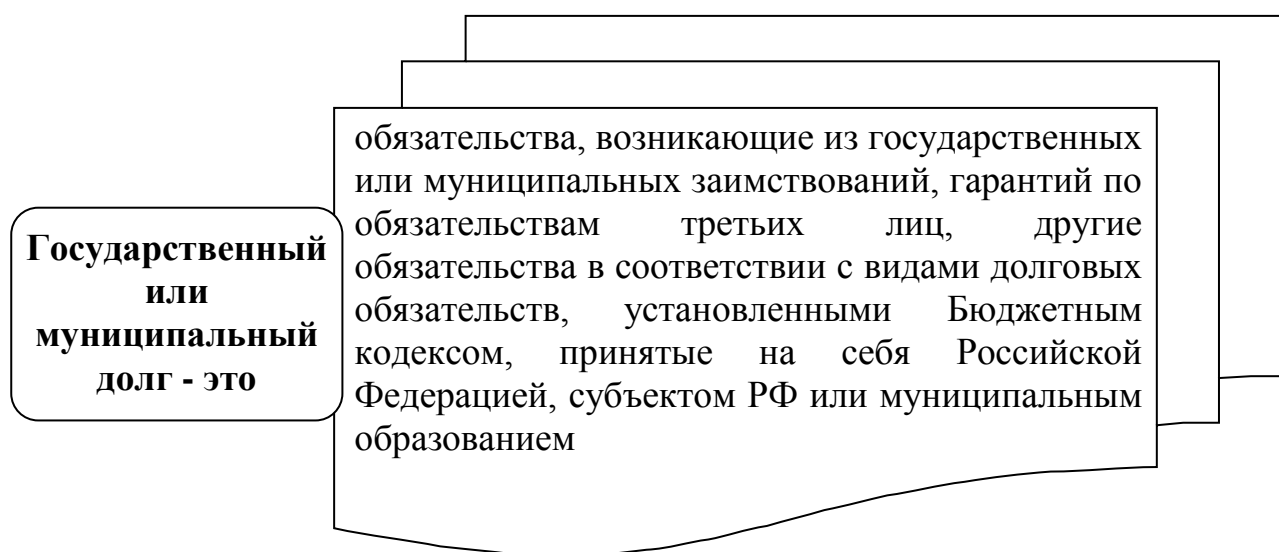 Государственный
или
муниципальный
долг - это
обязательства, возникающие из государственных
или муниципальных заимствований, гарантий по
обязательствам третьих лиц, другие
обязательства в соответствии с видами долговых
обязательств, установленными Бюджетным
кодексом, принятые на себя Российской
Федерацией, субъектом РФ или муниципальным
образованием